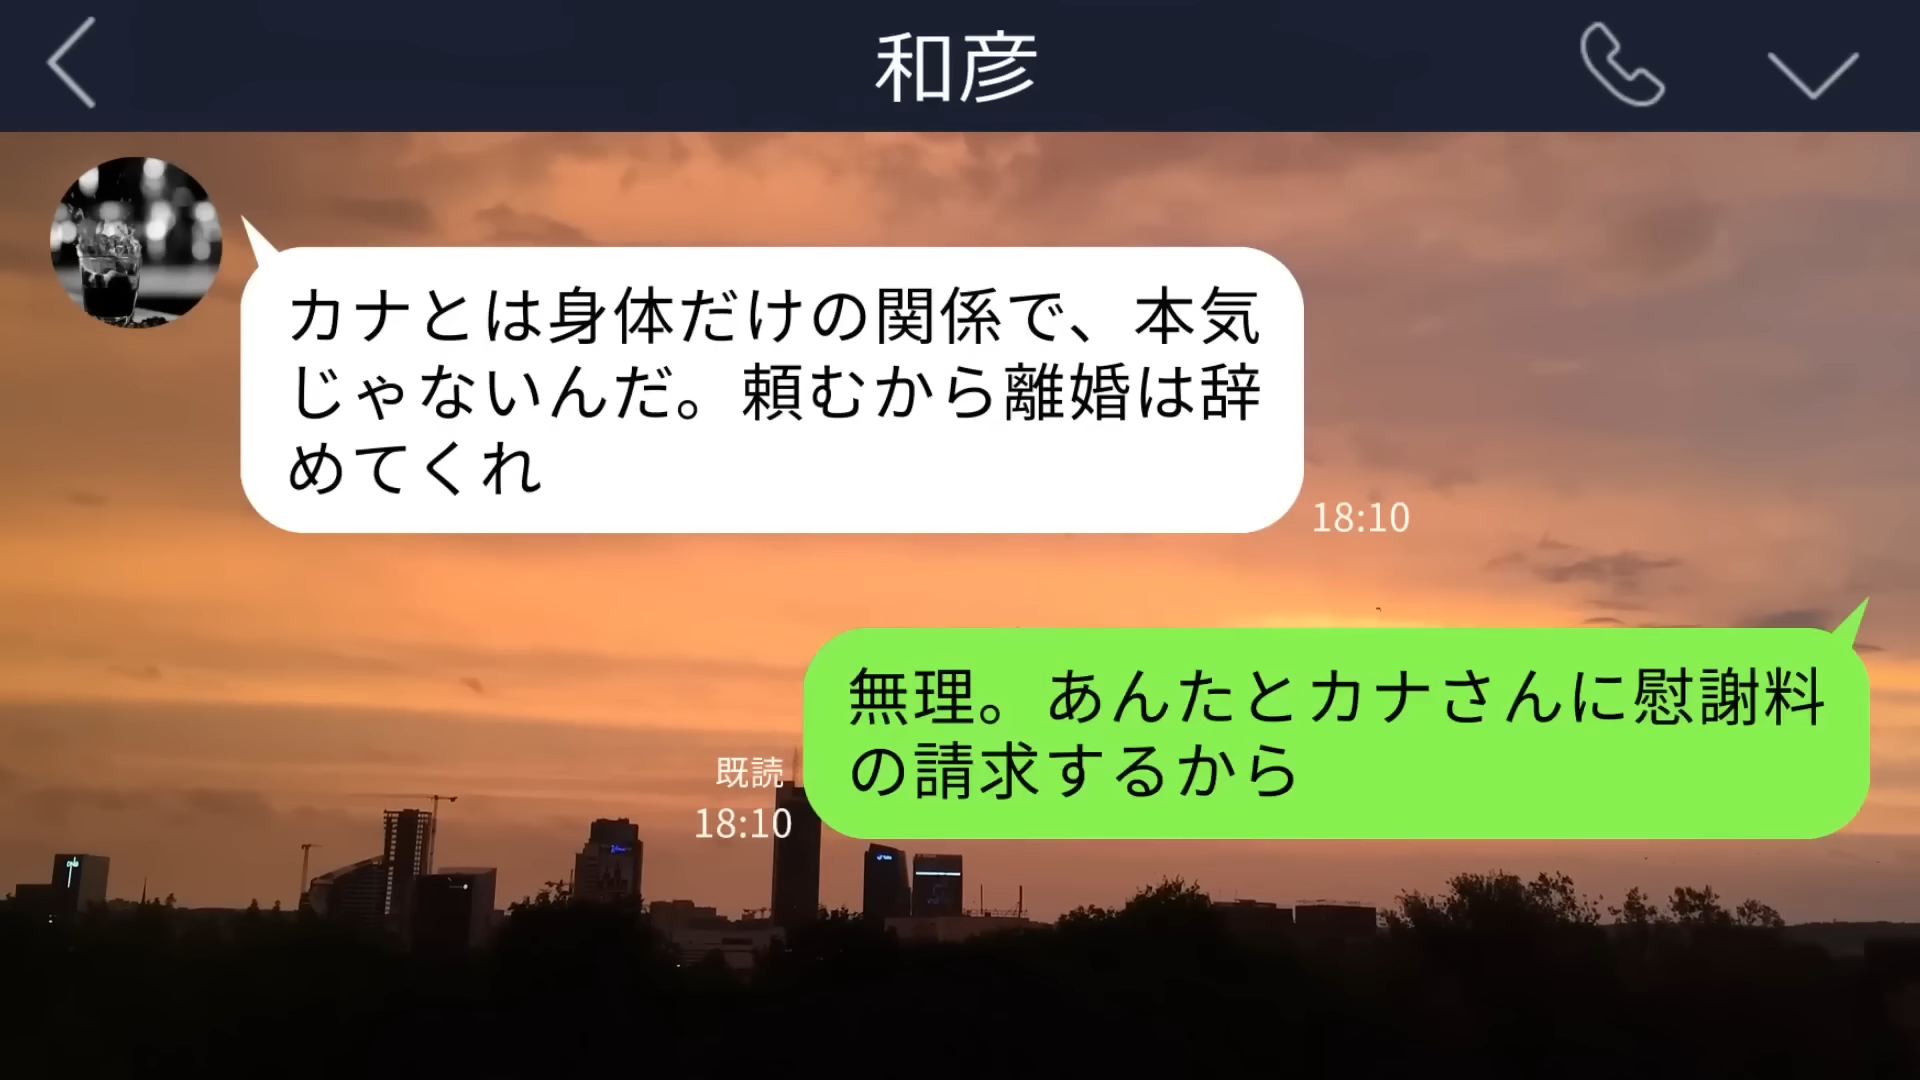 和彦
カナとは身体だけの関係で、本気
じゃないんだ。頼むから離婚は辞
めてくれ
18:10
無理。あんたとカナさんに慰謝料
の請求するから
既読
18:10